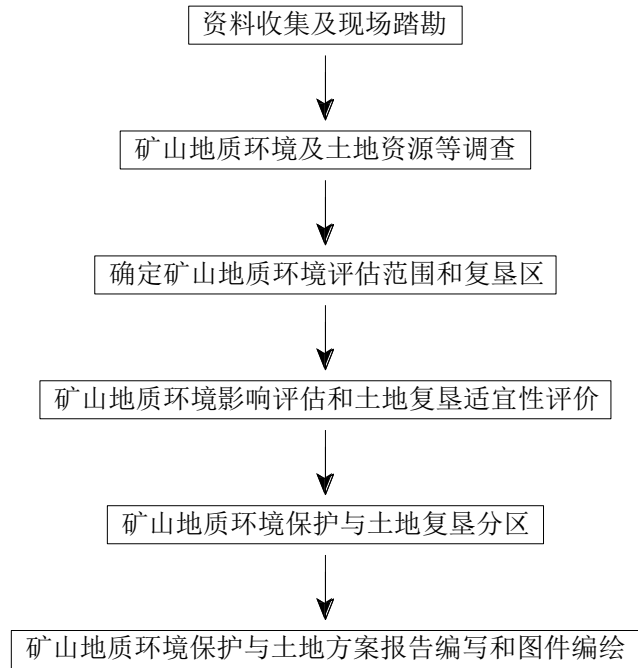 资料收集及现场踏勘
矿山地质环境及土地资源等调查
确定矿山地质环境评估范围和复垦区
矿山地质环境影响评估和土地复垦适宜性评价
矿山地质环境保护与土地复垦分区
矿山地质环境保护与土地方案报告编写和图件编绘